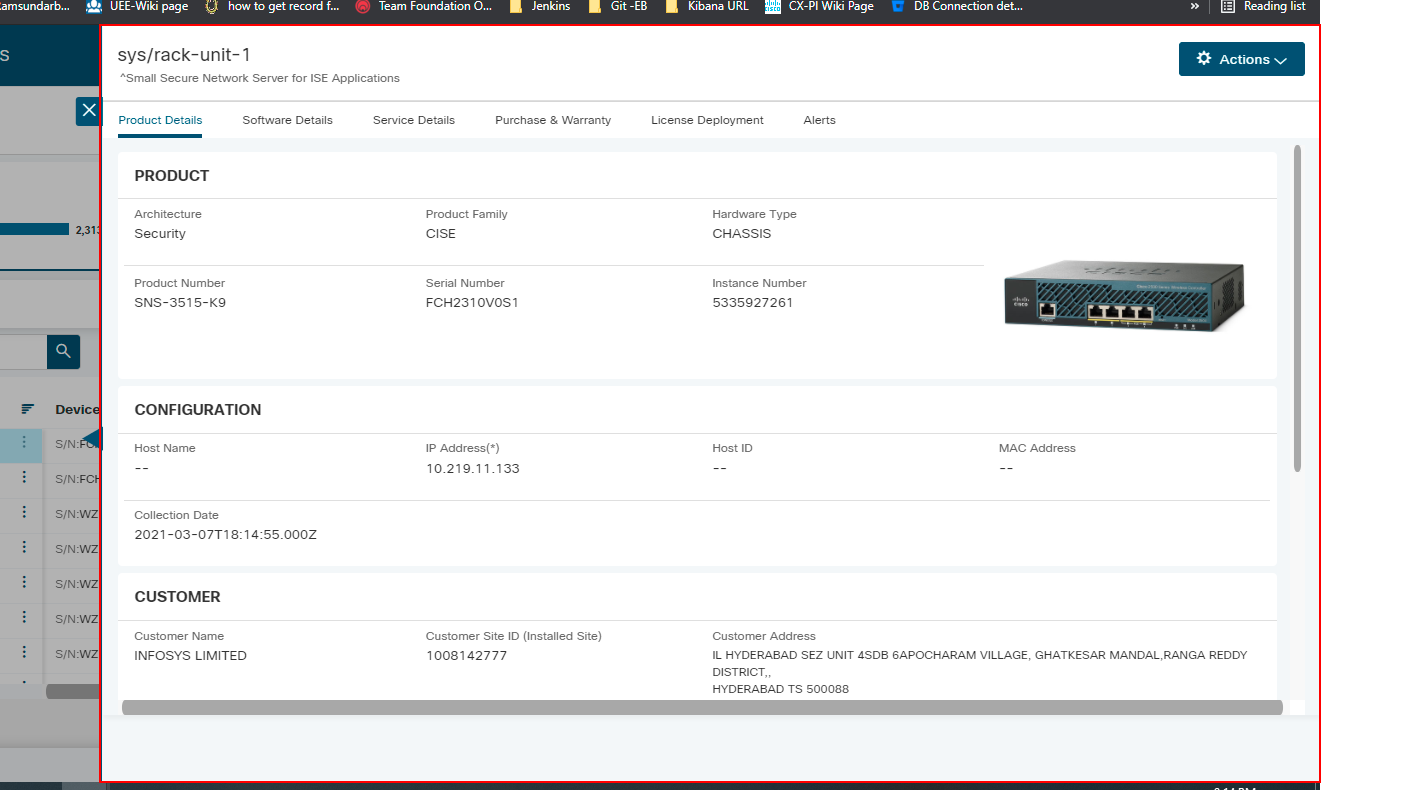 amsundarb...
UEE-Wiki page
how to get record f...
Team Foundation O...
Jenkins
Git -EB
Kibana URL
CX-PI Wiki Page
DB Connection det...
»
Reading list
s
sys/rack-unit-1
^Small Secure Network Server for ISE Applications
Actions
Product Details
Software Details
Service Details
Purchase & Warranty
License Deployment
Alerts
PRODUCT
Architecture
Product Family
Hardware Type
Security
CISE
CHASSIS
2,313
Product Number
Serial Number
Instance Number
SNS-3515-K9
FCH2310V0S1
5335927261
CISCO
CONFIGURATION
Device
Host Name
IP Address(*)
Host ID
MAC Address
--
10.219.11.133
--
--
S/N:FC
S/N:FCH
S/N:WZ
S/N:WZ
S/N:WZ
S/N:WZ
S/N:WZ
Collection Date
2021-03-07T18:14:55.000Z
CUSTOMER
Customer Name
Customer Site ID (Installed Site)
Customer Address
INFOSYS LIMITED
1008142777
IL HYDERABAD SEZ UNIT 4SDB 6APOCHARAM VILLAGE, GHATKESAR MANDAL,RANGA REDDY
DISTRICT,,
HYDERABAD TS 500088